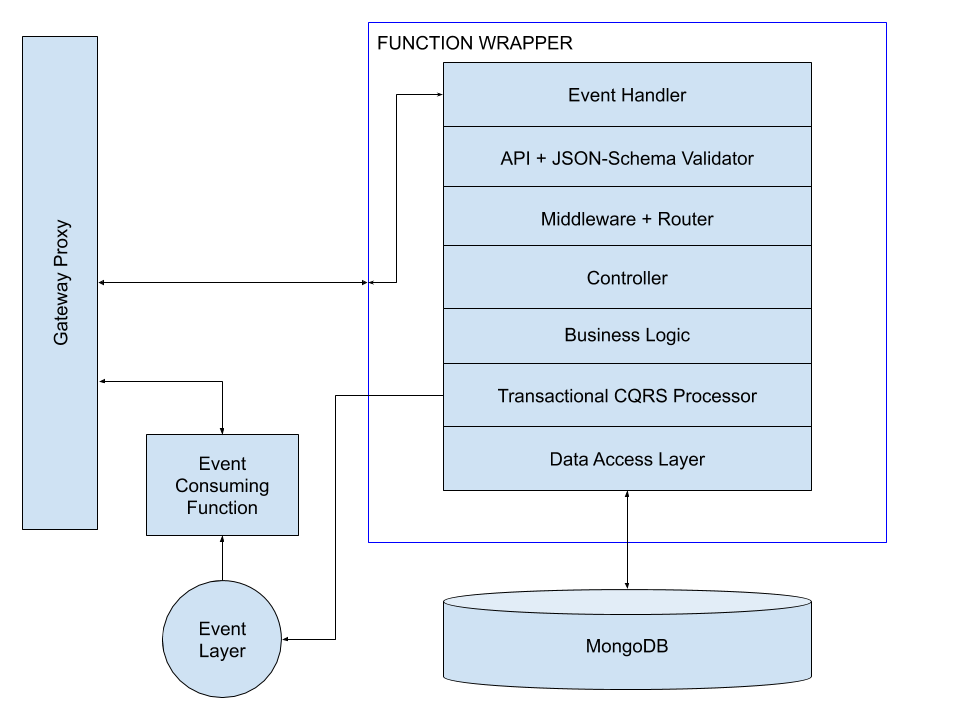 FUNCTION WRAPPER
Event Handler
API + JSON-Schema Validator
Middleware + Router
Controller
Business Logic
Transactional CQRS Processor
Data Access Layer
Gateway Proxy
Event
Consuming
Function
Event
Layer
MongoDB